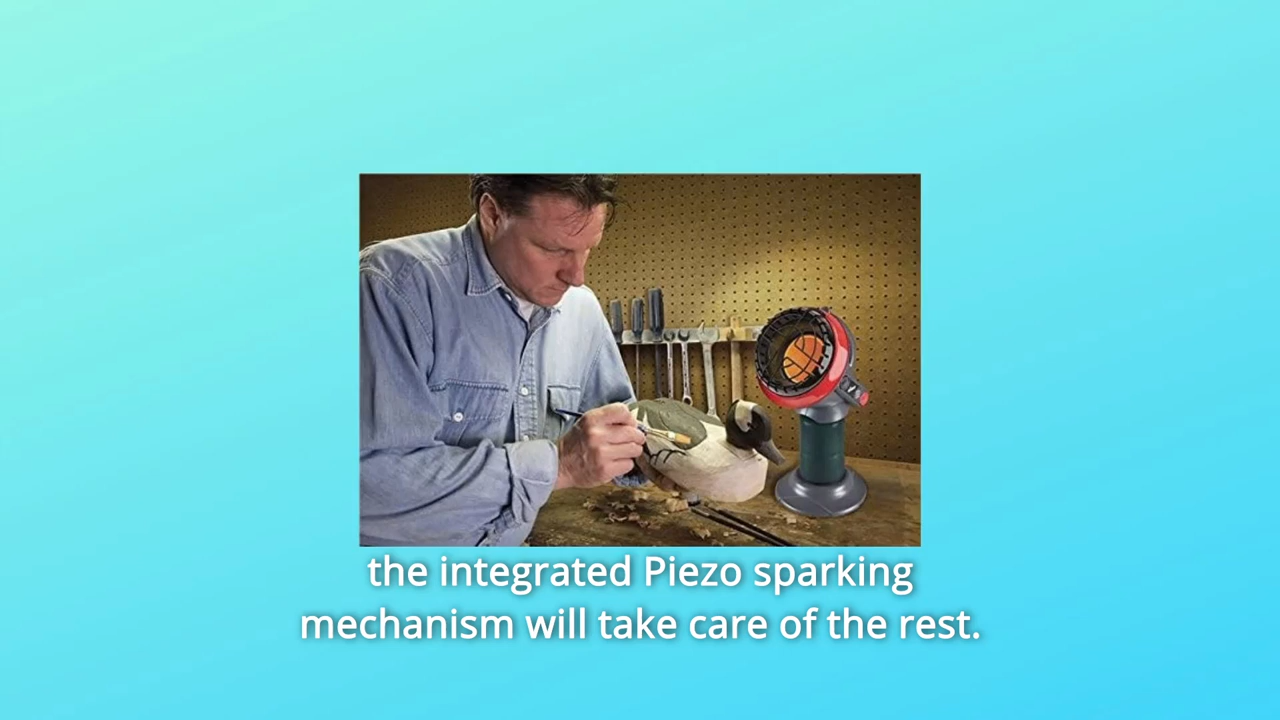 the integrated Piezo sparking
mechanism will take care of the rest.